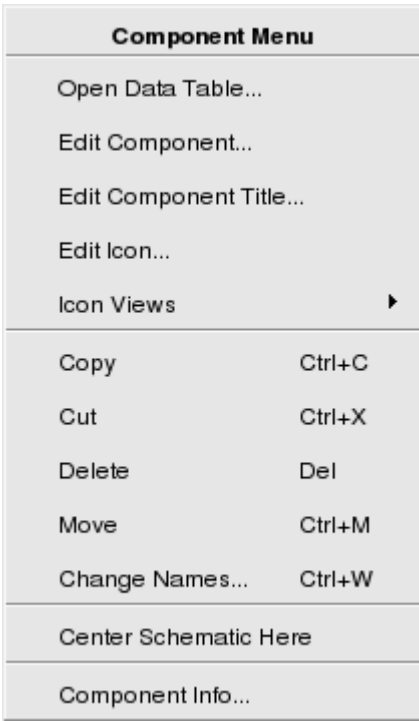 Component Menu
Open Data Table...
Edit Component...
Edit Component Title...
Edit Icon...
Icon Views
Copy Ctrl+C
Cut Ctrl+X
Delete Del
Move Ctrl+M
Change Names... Ctrl+W
Center Schematic Here
Component Info...